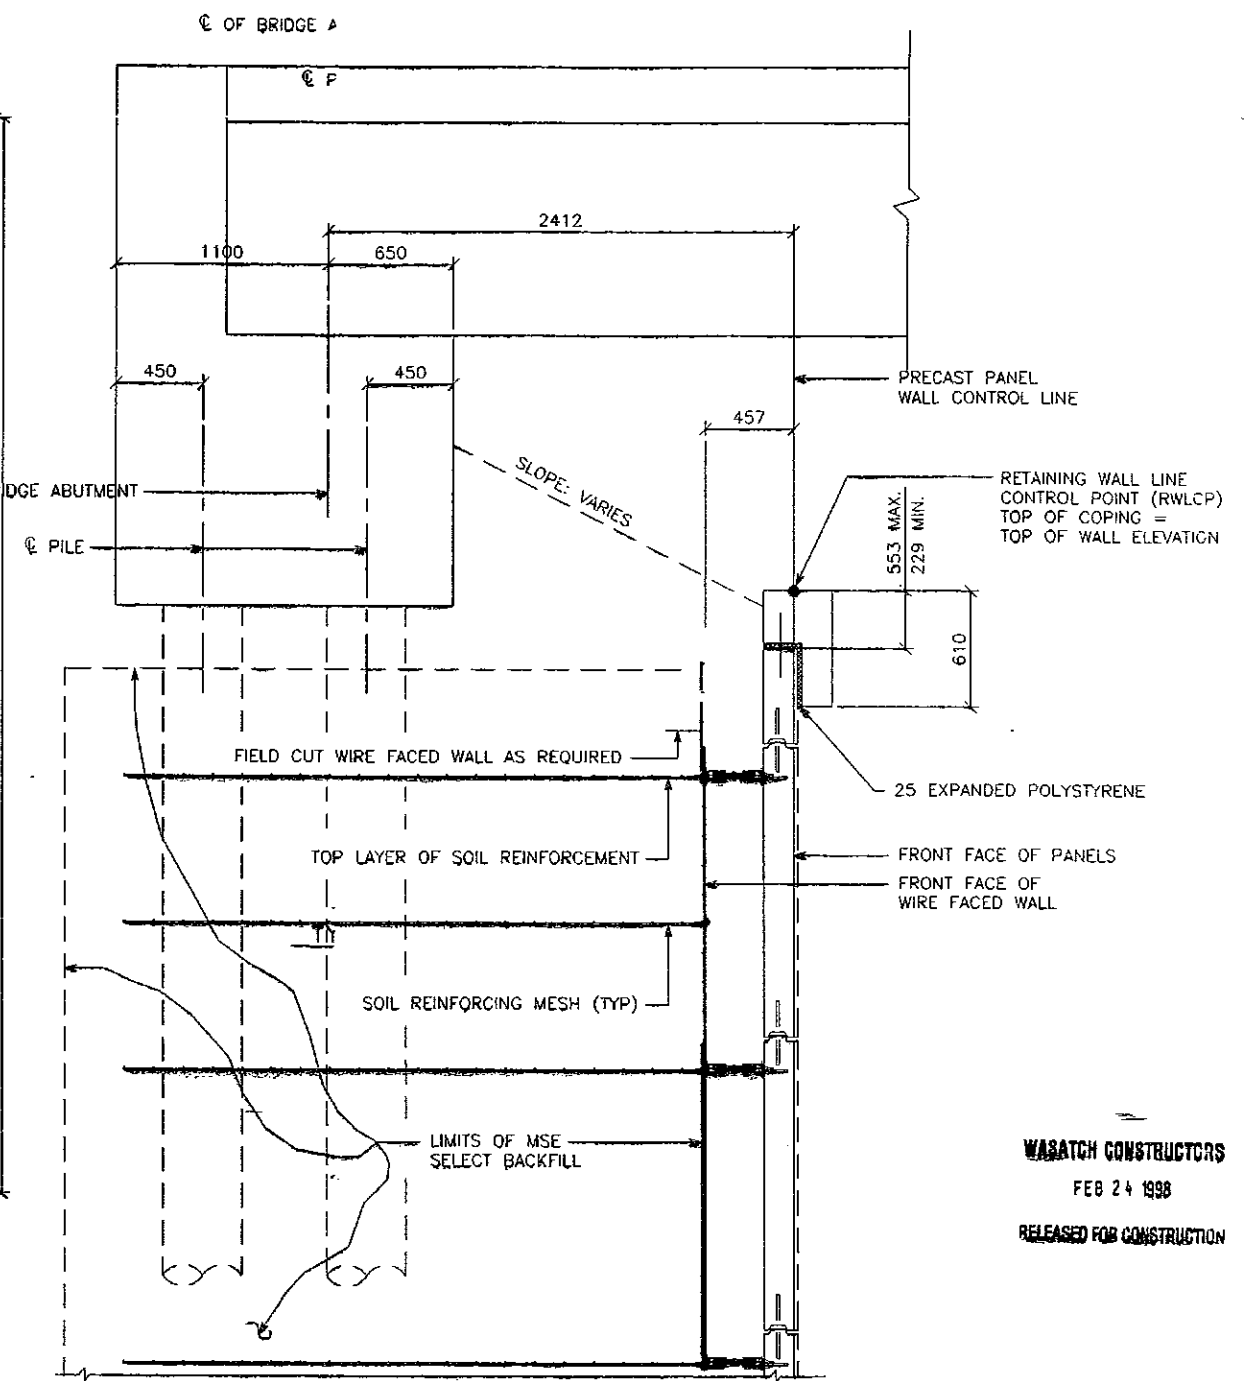 ℄ OF BRIDGE A
℄ P
2412
1100
650
450
450
PRECAST PANEL
WALL CONTROL LINE
457
SLOPE: VARIES
RETAINING WALL LINE
CONTROL POINT (RWLCP)
TOP OF COPING =
TOP OF WALL ELEVATION
553 MAX.
229 MIN.
610
DGE ABUTMENT
℄ PILE
FIELD CUT WIRE FACED WALL AS REQUIRED
25 EXPANDED POLYSTYRENE
TOP LAYER OF SOIL REINFORCEMENT
FRONT FACE OF PANELS
FRONT FACE OF
WIRE FACED WALL
SOIL REINFORCING MESH (TYP)
LIMITS OF MSE
SELECT BACKFILL
WASATCH CONSTRUCTORS
FEB 24 1998
RELEASED FOR CONSTRUCTION